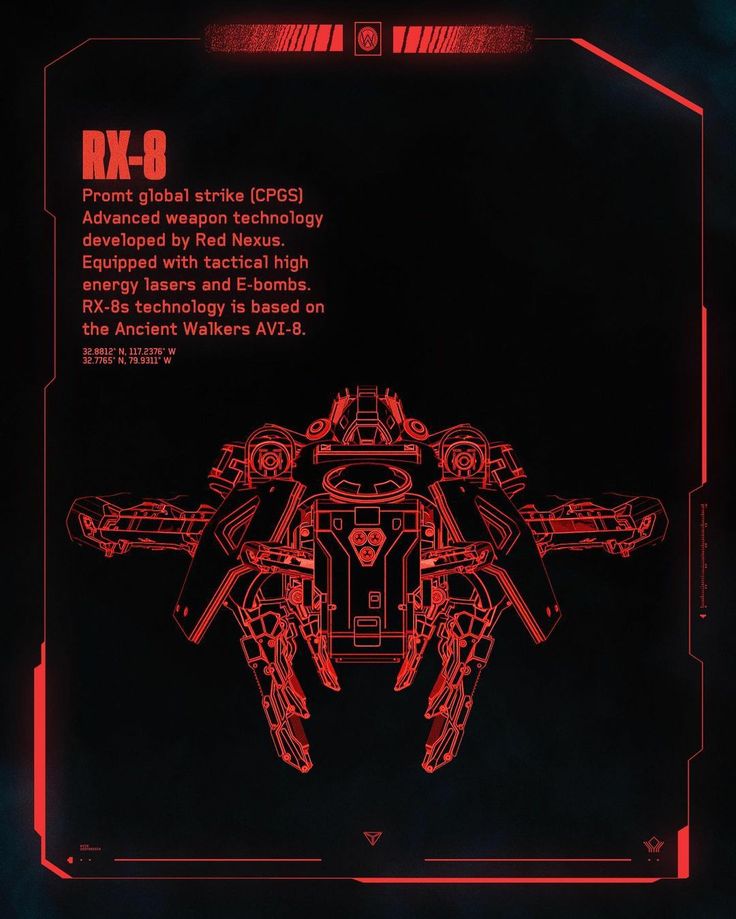 RX-8
Promt global strike (CPGS)
Advanced weapon technology
developed by Red Nexus.
Equipped with tactical high
energy lasers and E-bombs.
RX-8s technology is based on
the Ancient Walkers AVI-8.
32.8812° N, 117.2376° W
32.7765° N, 79.9311° W